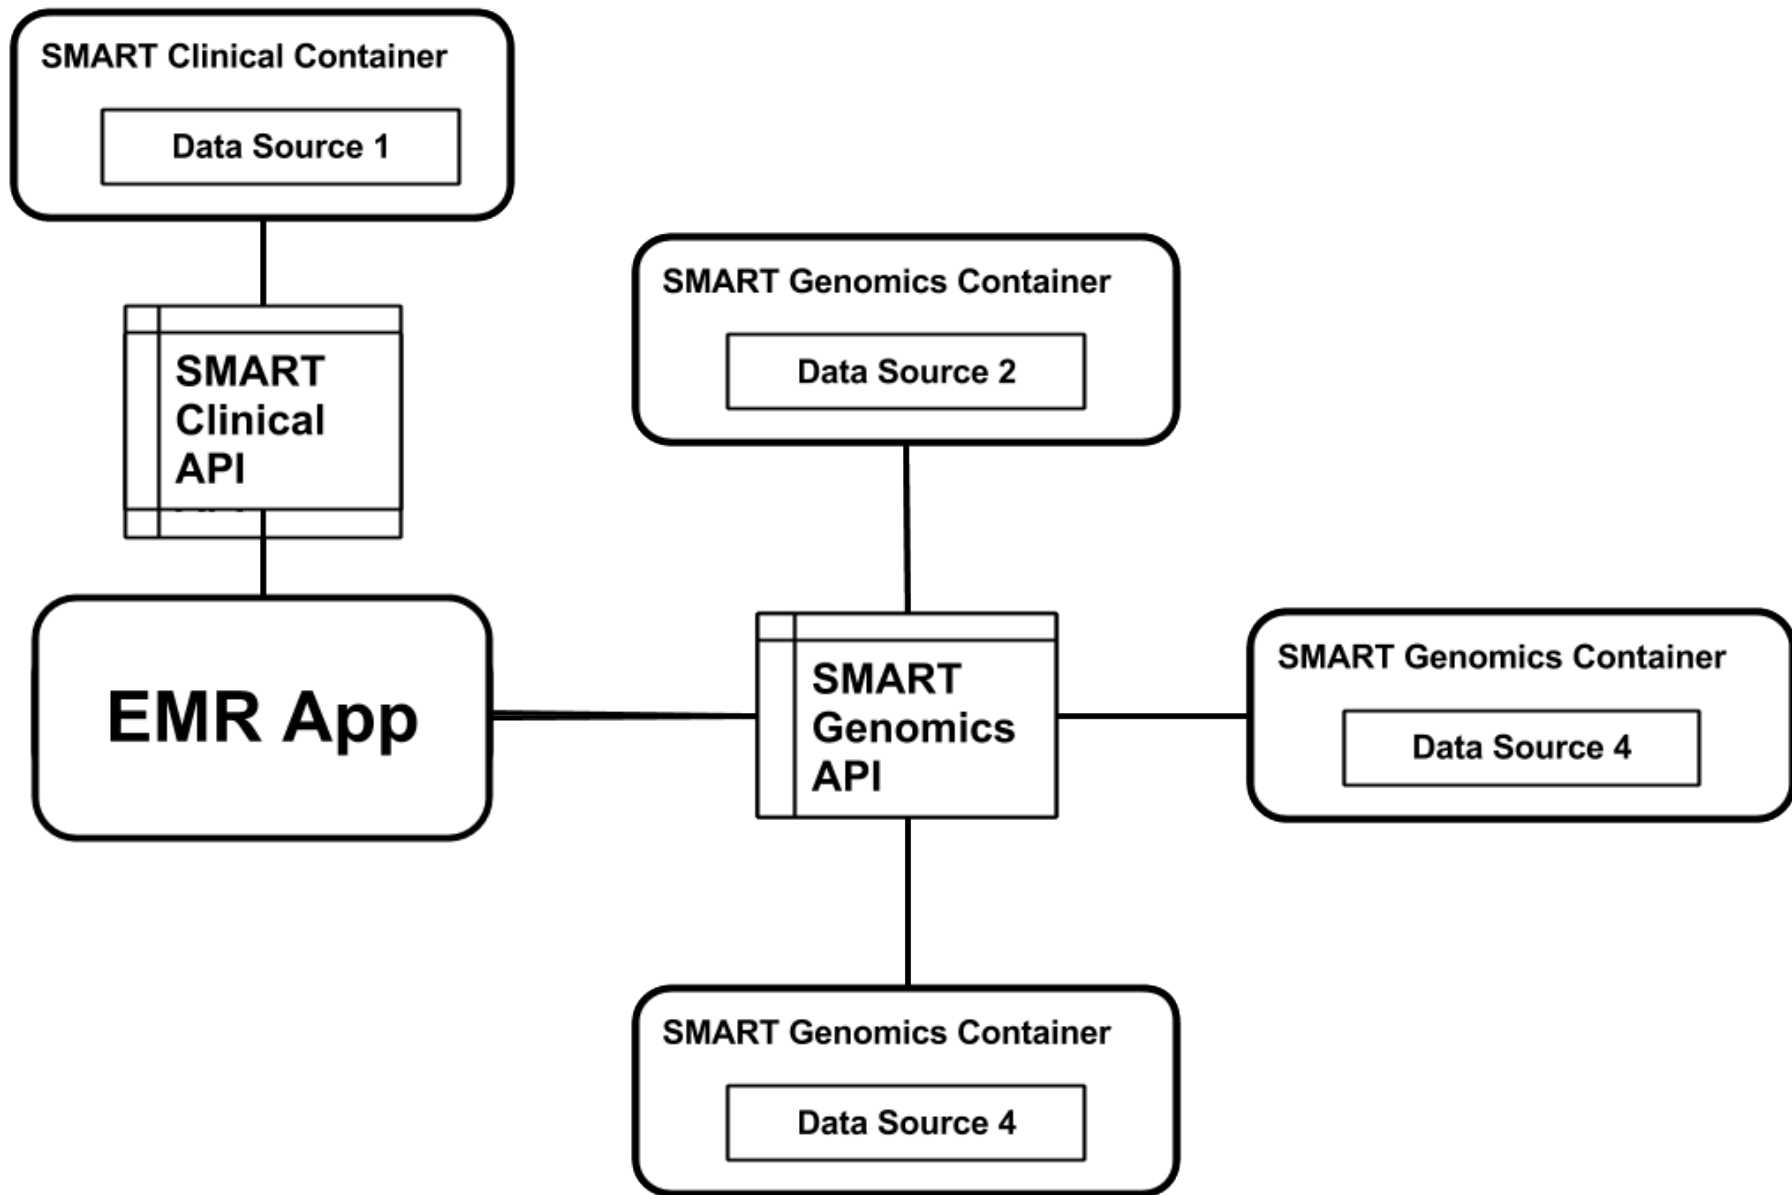 SMART Clinical Container
Data Source 1
SMART
Clinical
API
SMART Genomics Container
Data Source 2
EMR App
SMART
Genomics
API
SMART Genomics Container
Data Source 4
SMART Genomics Container
Data Source 4